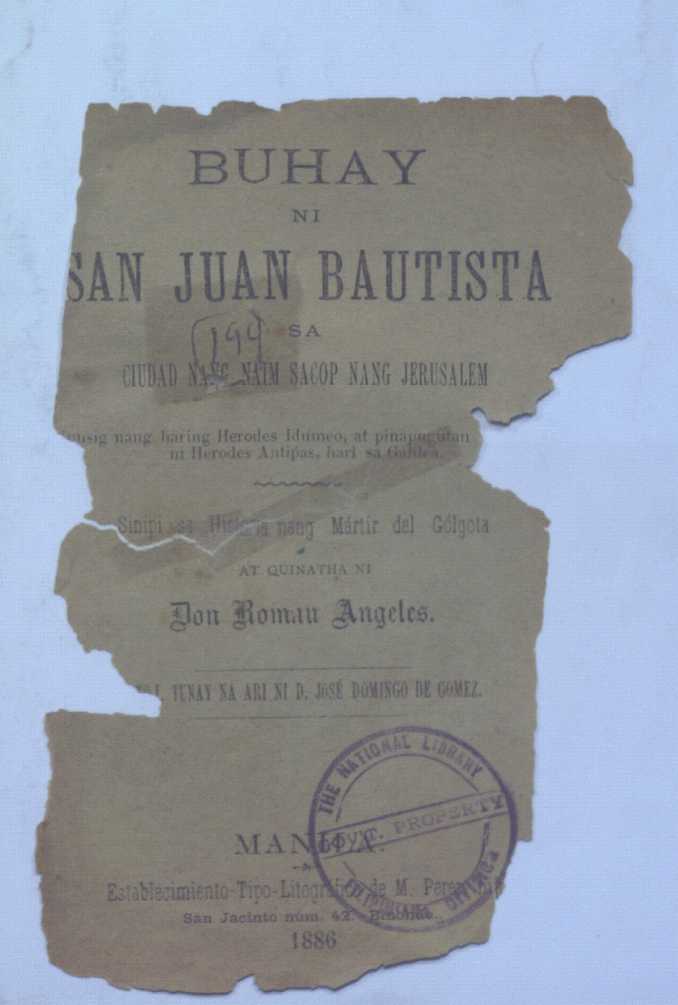 BUHAY
NI
SAN JUAN BAUTISTA
SA
199
CIUDAD NANG NAIM SACOP NANG JERUSALEM
nang haring Herodes Idumeo, at pinapugutan
ni Herodes Antipas, hari sa Galilea.
Sinipi sa Historia nang Mártir del Gólgota
AT QUINATHA NI
Don Roman Angeles.
TUNAY NA ARI NI D. JOSÉ DOMINGO DE GOMEZ.
THE NATIONAL LIBRARY
GOVT. PROPERTY
MANILA.
Establecimiento-Tipo-Litográfico de M. Perez
San Jacinto núm. 42.-Binondo.
1886